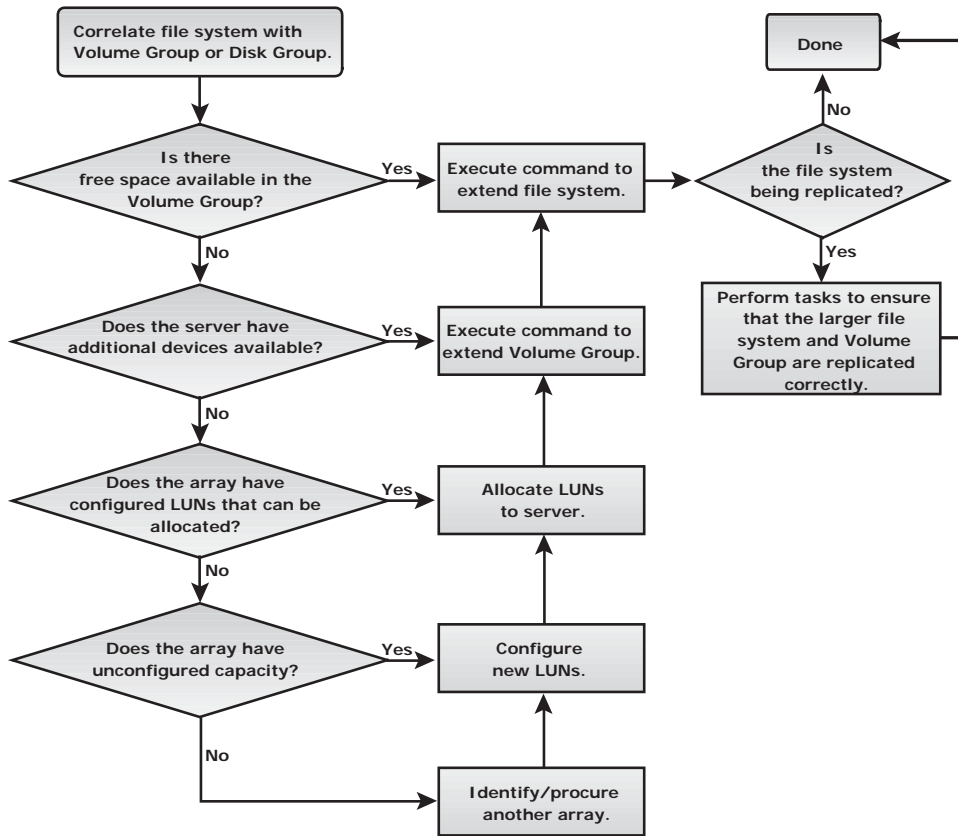 Correlate file system with
Volume Group or Disk Group.
Done
No
Is there
free space available in the
Volume Group?
Yes
Execute command to
extend file system.
Is
the file system
being replicated?
No
Yes
Does the server have
additional devices available?
Yes
Execute command to
extend Volume Group.
Perform tasks to ensure
that the larger file
system and Volume
Group are replicated
correctly.
No
Does the array have
configured LUNs that can be
allocated?
Yes
Allocate LUNs
to server.
No
Does the array have
unconfigured capacity?
Yes
Configure
new LUNs.
No
Identify/procure
another array.